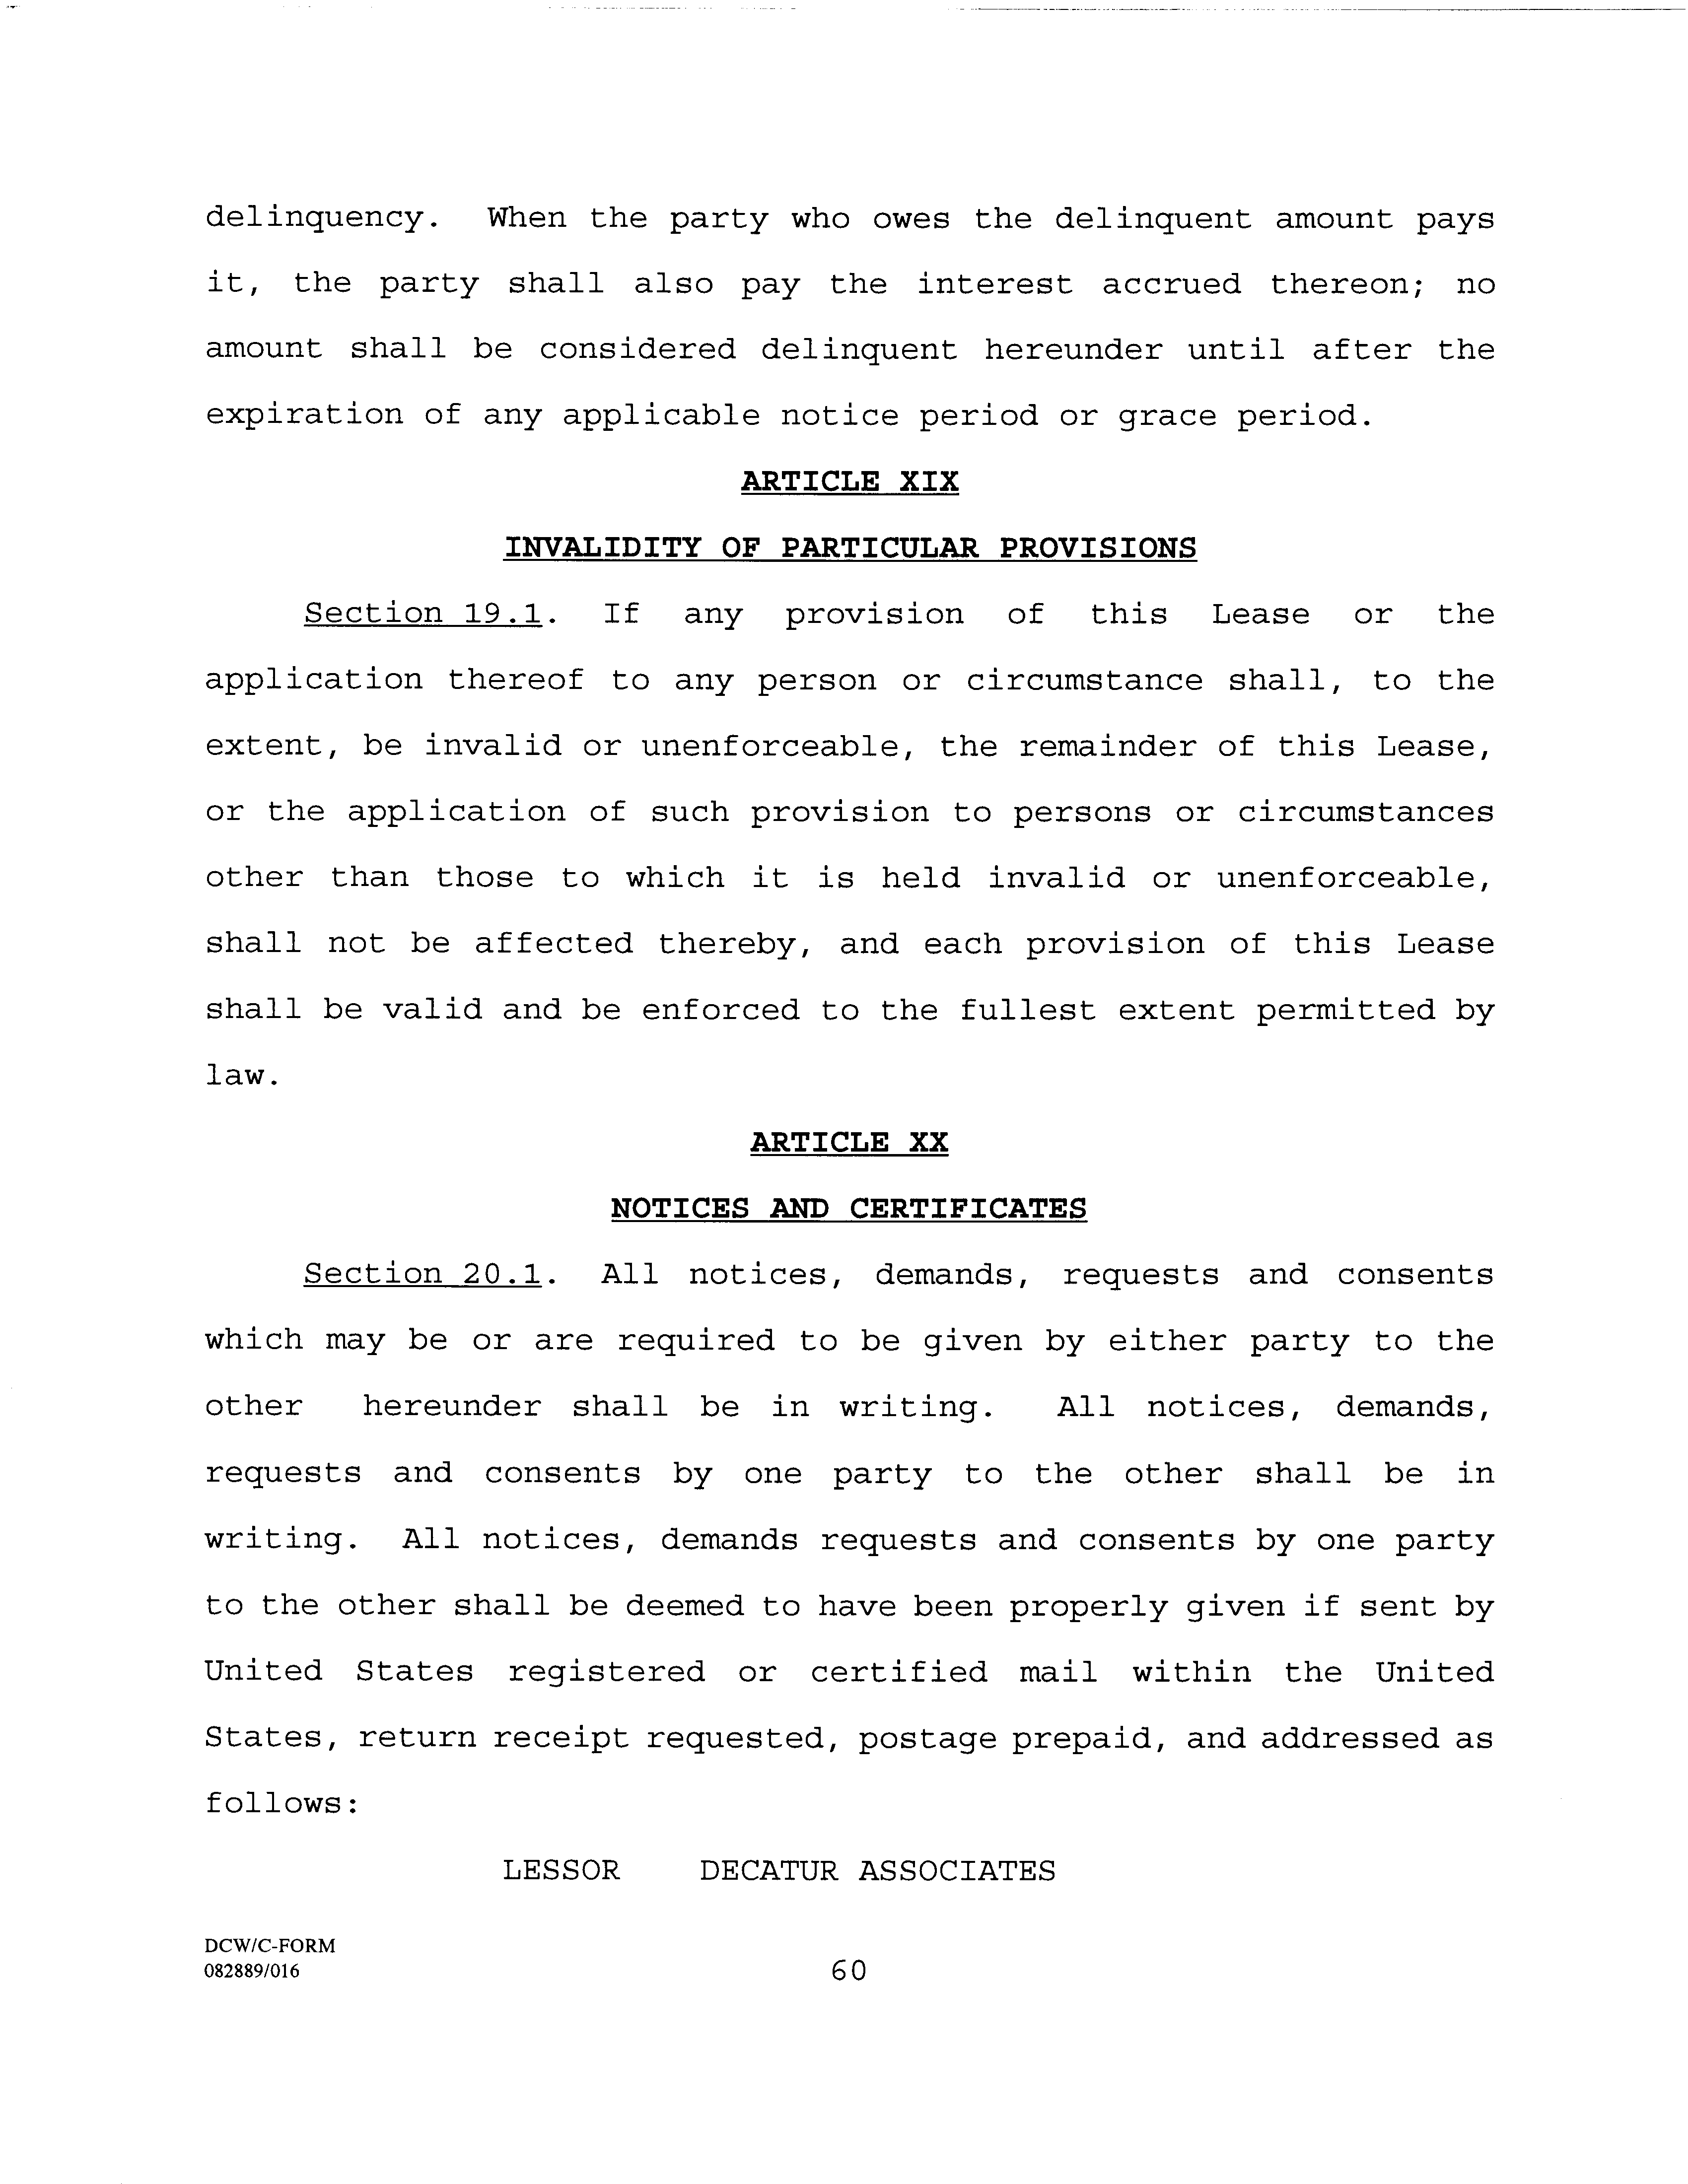 delinquency. When the party who owes the delinquent amount pays
it, the party shall also pay the interest accrued thereon; no
amount shall be considered delinquent hereunder until after the
expiration of any applicable notice period or grace period.
ARTICLE XIX
INVALIDITY OF PARTICULAR PROVISIONS
Section 19.1. If any provision of this Lease or the
application thereof to any person or circumstance shall, to the
extent, be invalid or unenforceable, the remainder of this Lease,
or the application of such provision to persons or circumstances
other than those to which it is held invalid or unenforceable,
shall not be affected thereby, and each provision of this Lease
shall be valid and be enforced to the fullest extent permitted by
law.
ARTICLE XX
NOTICES AND CERTIFICATES
Section 20.1. All notices, demands, requests and consents
which may be or are required to be given by either party to the
other hereunder shall be in writing. All notices, demands,
requests and consents by one party to the other shall be in
writing. All notices, demands requests and consents by one party
to the other shall be deemed to have been properly given if sent by
United States registered or certified mail within the United
States, return receipt requested, postage prepaid, and addressed as
follows:
LESSOR DECATUR ASSOCIATES
DCW/C-FORM
082889/016
60